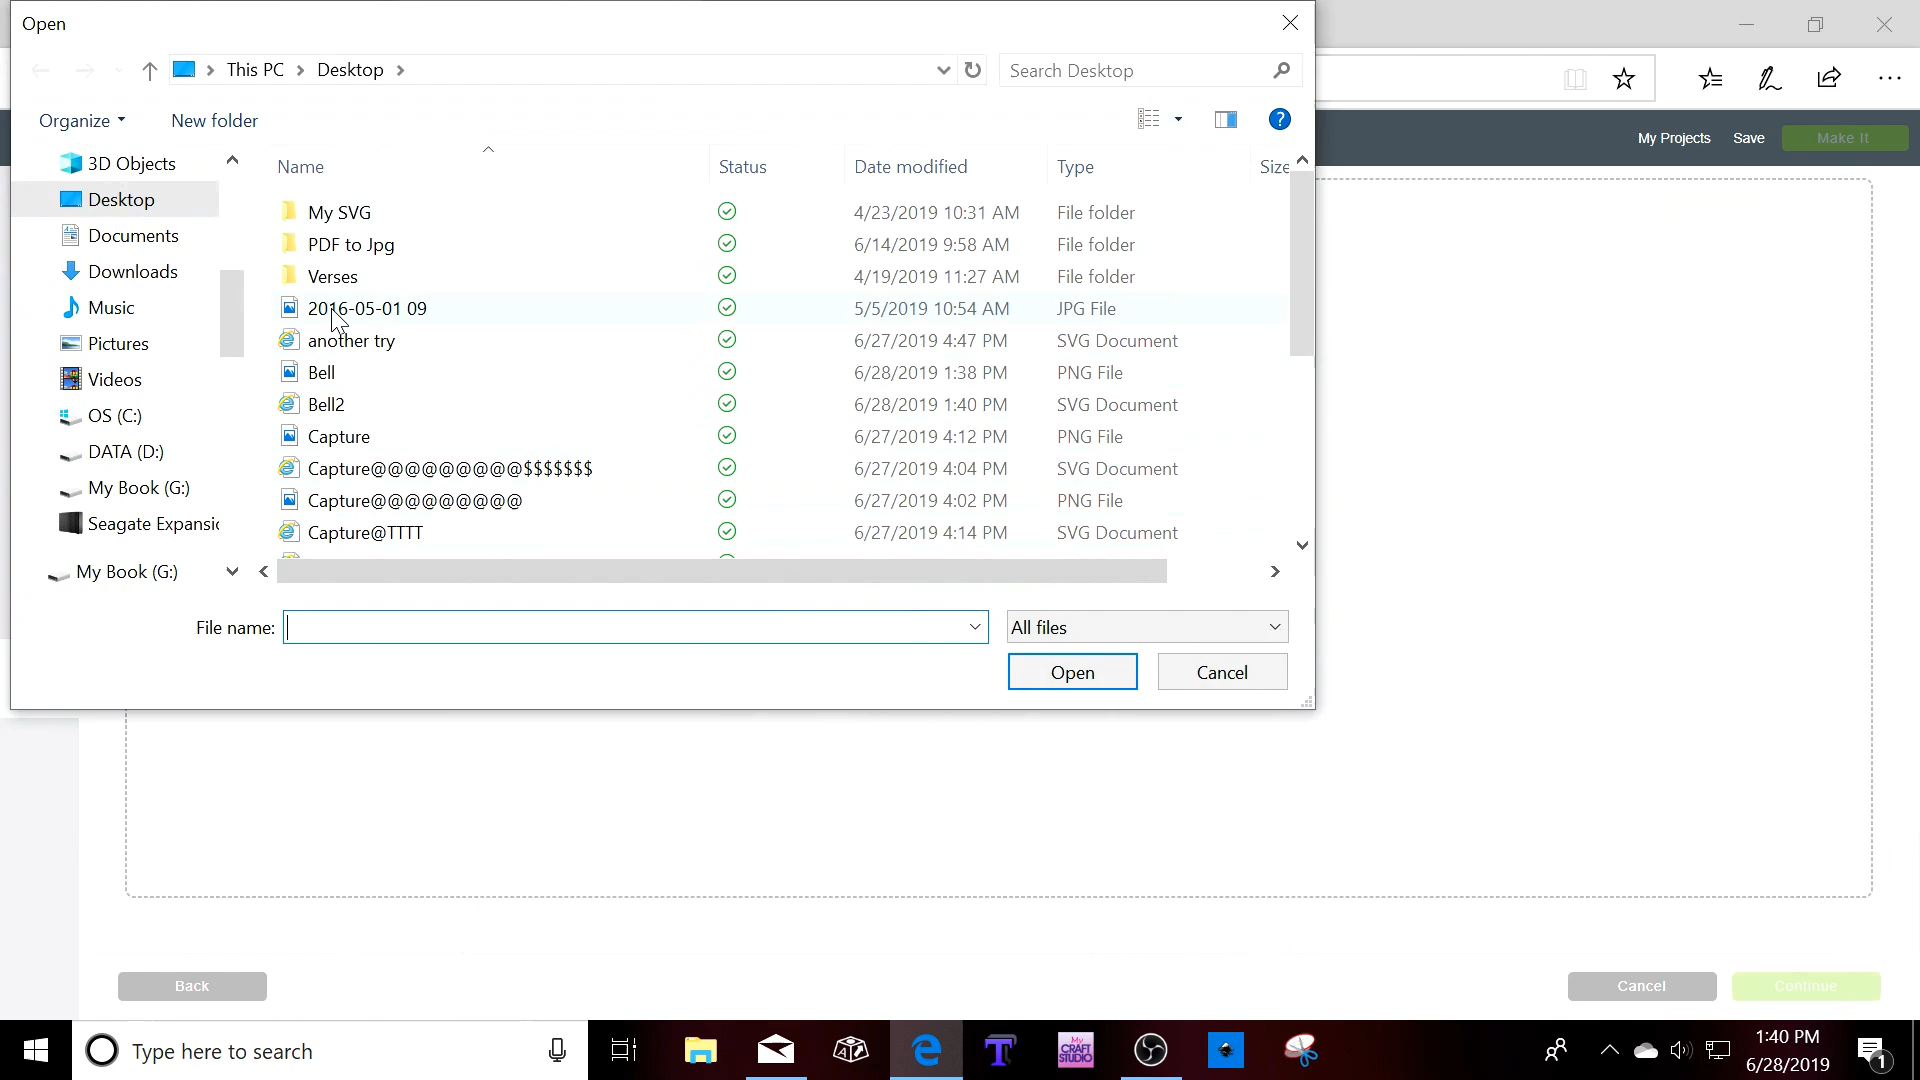 Open
This PC
Desktop
Search Desktop
Organize
New folder
?
My Projects
Save
Make It
Name
Status
Date modified
Type
Size
3D Objects
Desktop
Documents
Downloads
Music
Pictures
Videos
OS (C:)
DATA (D:)
My Book (G:)
Seagate Expansic
My Book (G:)
My SVG 4/23/2019 10:31 AM File folder
PDF to Jpg 6/14/2019 9:58 AM File folder
Verses 4/19/2019 11:27 AM File folder
2016-05-01 09 5/5/2019 10:54 AM JPG File
another try 6/27/2019 4:47 PM SVG Document
Bell 6/28/2019 1:38 PM PNG File
Bell2 6/28/2019 1:40 PM SVG Document
Capture 6/27/2019 4:12 PM PNG File
Capture@@@@@@@@@$$$$$$$ 6/27/2019 4:04 PM SVG Document
Capture@@@@@@@@@ 6/27/2019 4:02 PM PNG File
Capture@TTTT 6/27/2019 4:14 PM SVG Document
File name:
All files
Open
Cancel
Back
Cancel
Continue
Type here to search
T
My CRAFT STUDIO
1:40 PM
6/28/2019
1